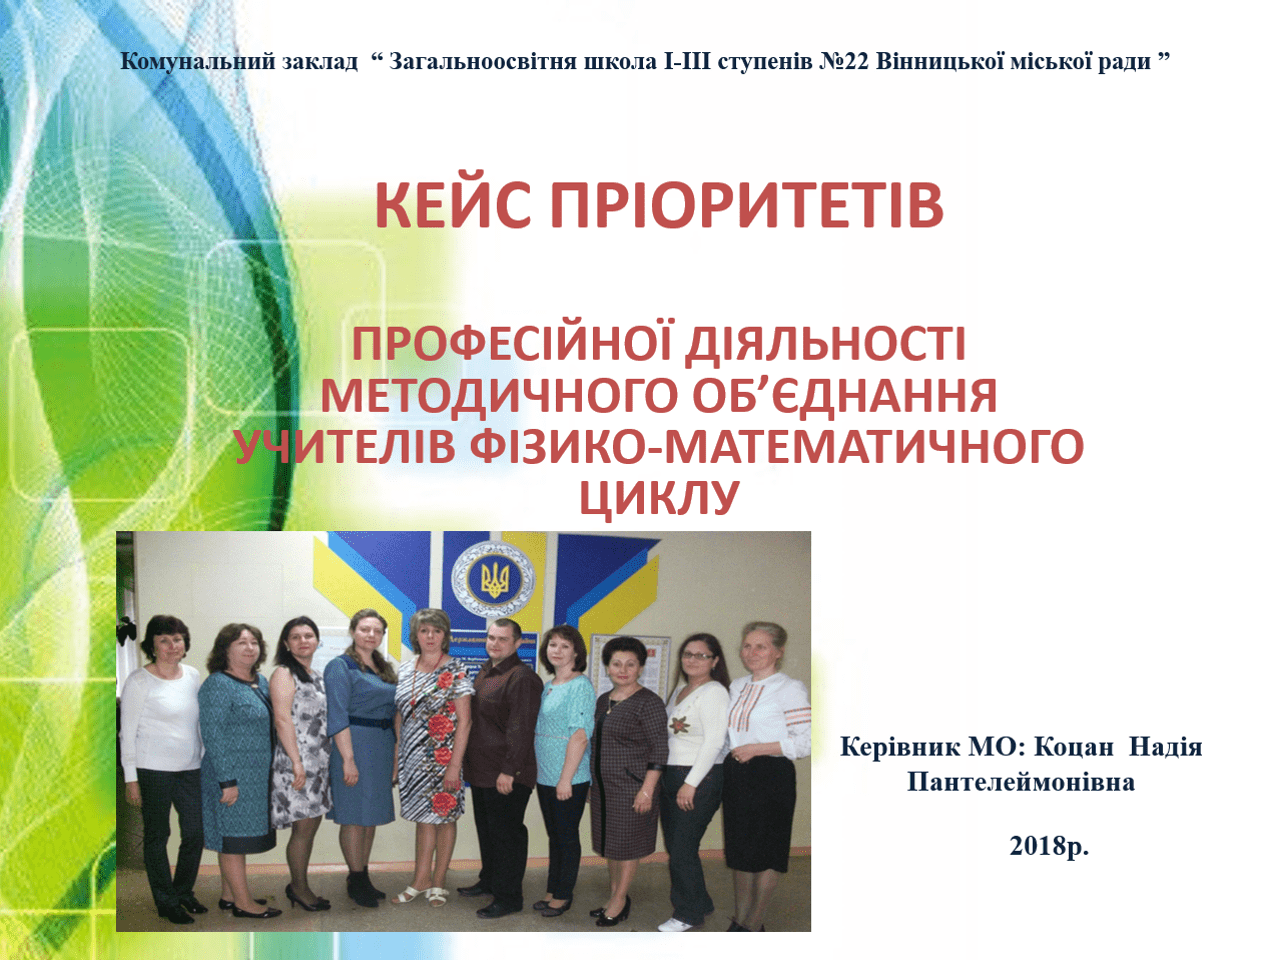 Комунальний заклад “ Загальноосвітня школа І-ІІІ ступенів №22 Вінницької міської ради ”
КЕЙС ПРІОРИТЕТІВ
ПРОФЕСІЙНОЇ ДІЯЛЬНОСТІ
МЕТОДИЧНОГО ОБ’ЄДНАННЯ
УЧИТЕЛІВ ФІЗИКО-МАТЕМАТИЧНОГО
ЦИКЛУ
Керівник МО: Коцан Надія
Пантелеймонівна
2018р.